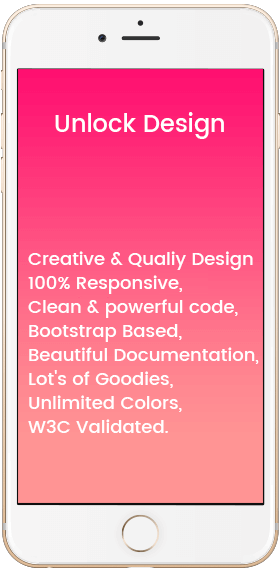 Unlock Design
Creative & Qualiy Design
100% Responsive,
Clean & powerful code,
Bootstrap Based,
Beautiful Documentation,
Lot's of Goodies,
Unlimited Colors,
W3C Validated.